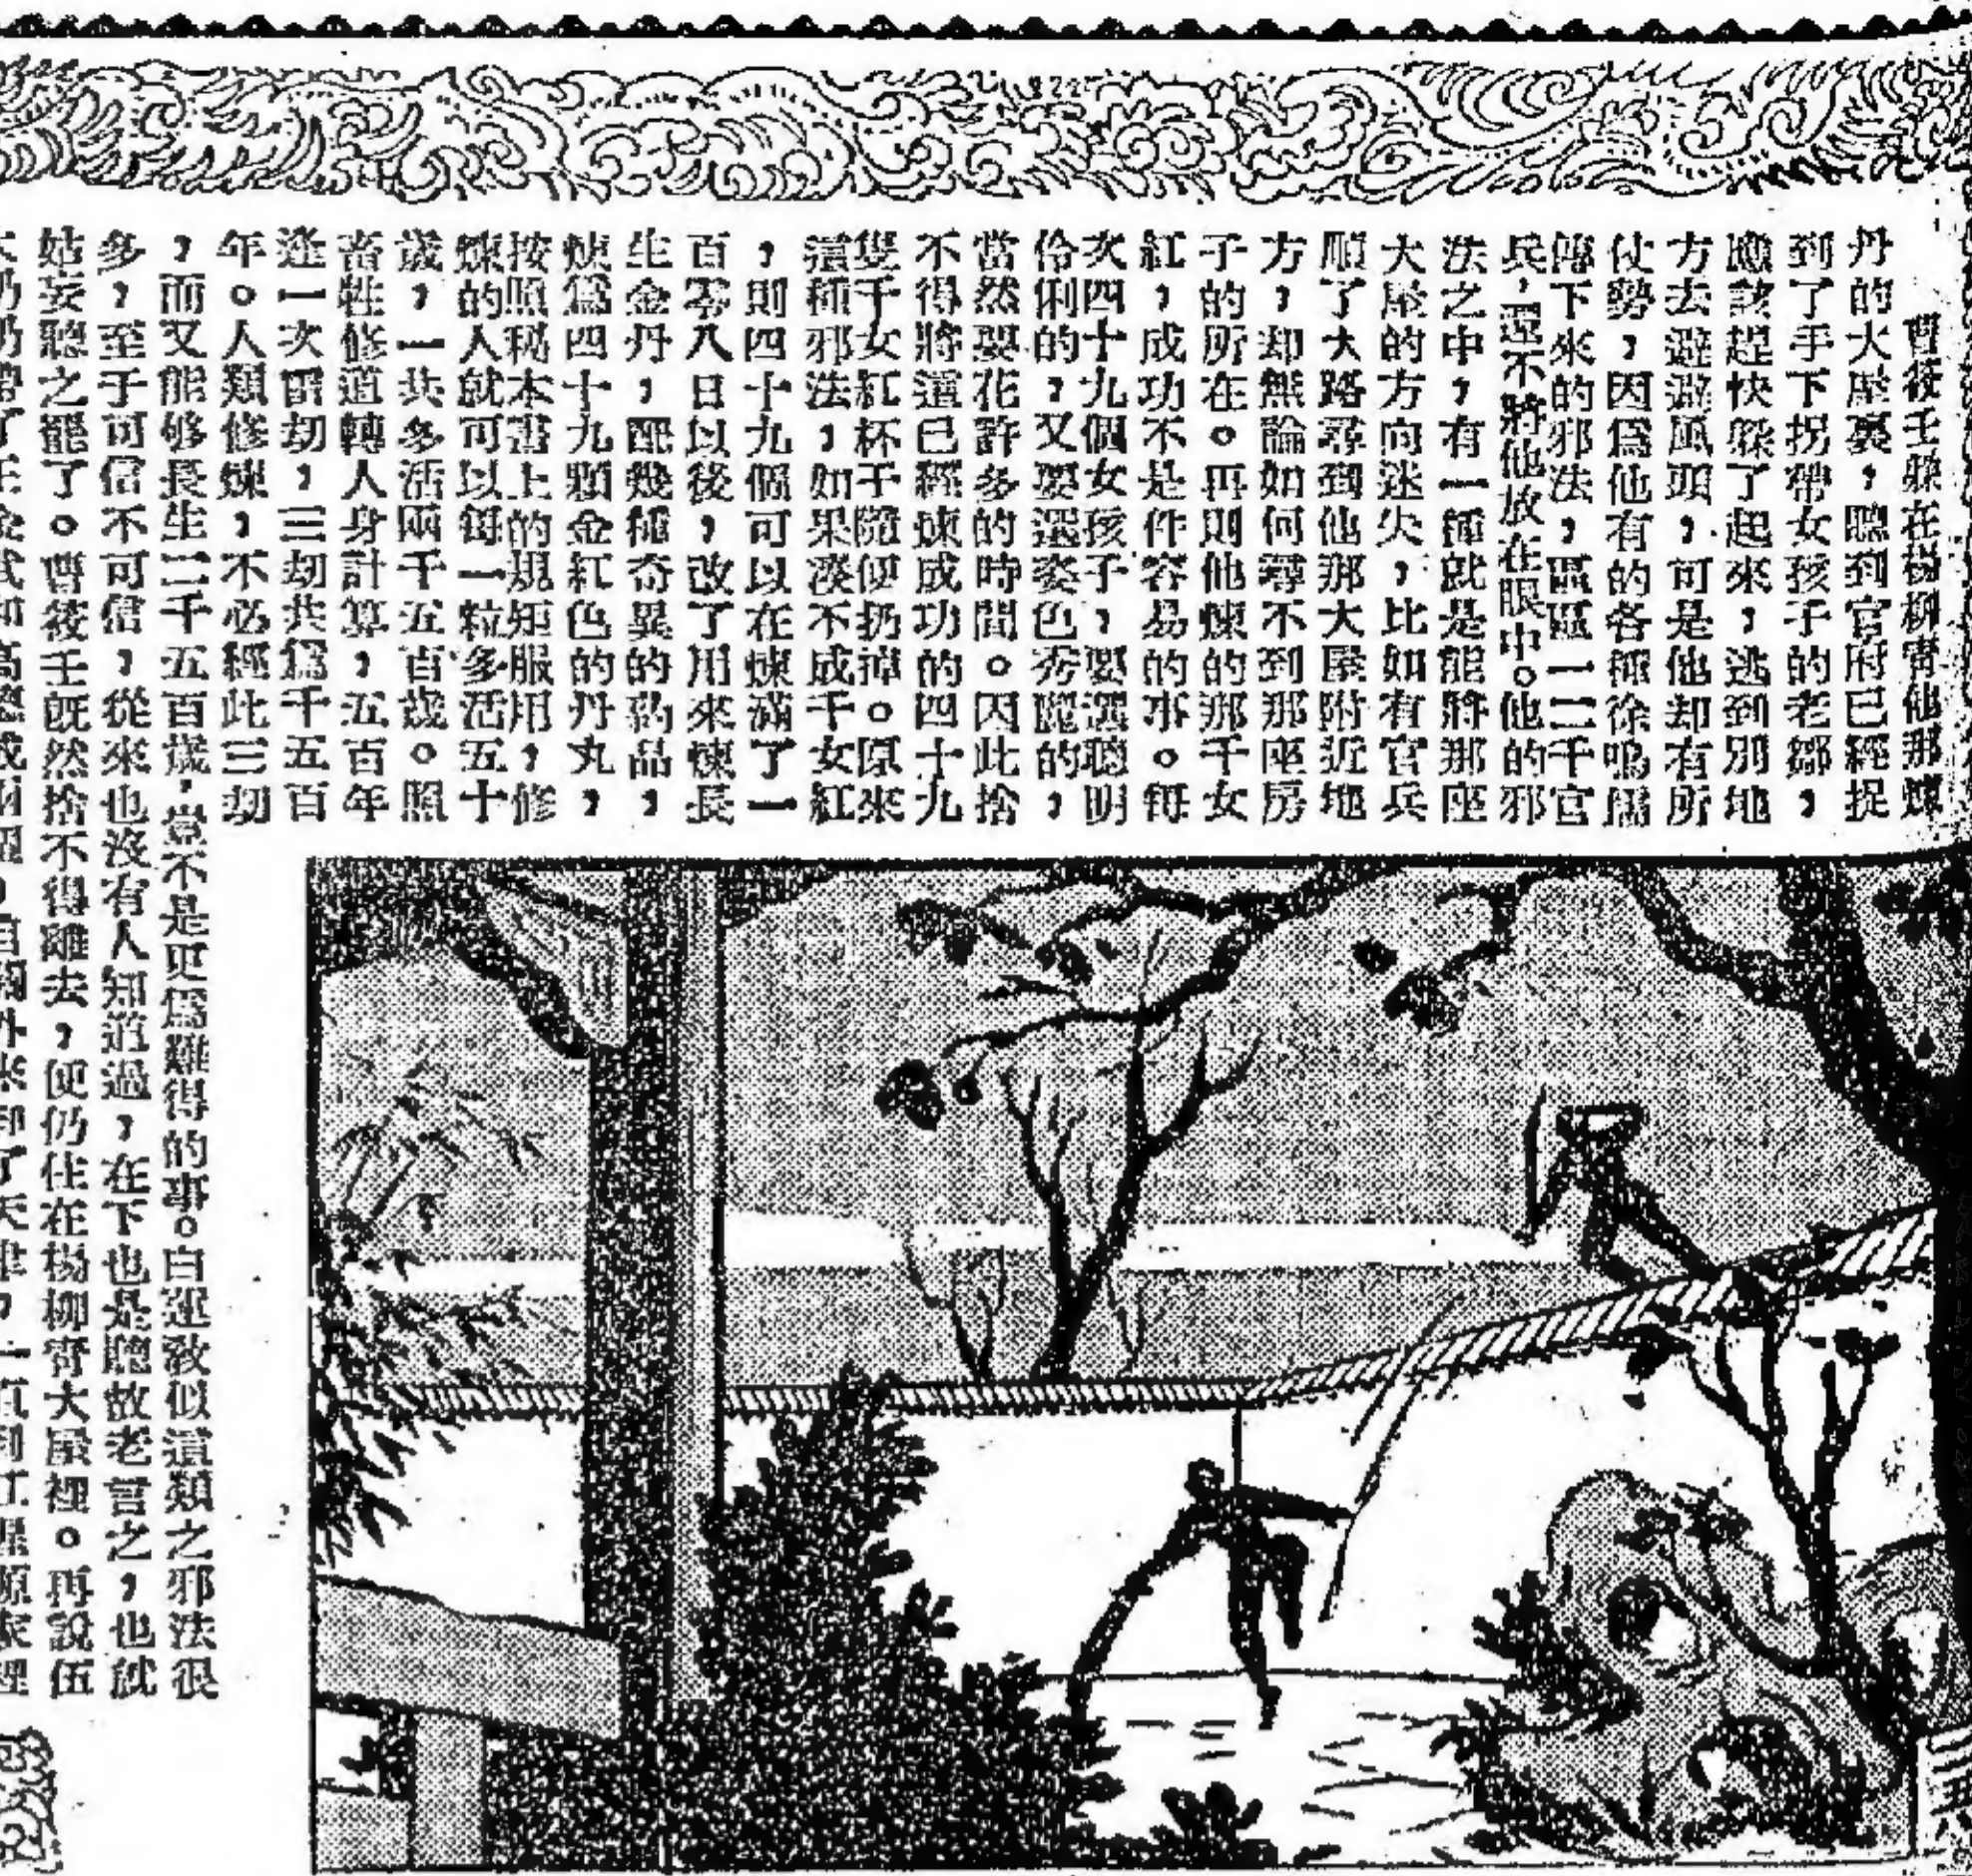 曹筱壬躲在楊柳靑他那煉
丹的大屋裏，聽到官府已經捉
到了手下拐帶女孩子的老鄒，
應該趕快躱了起來，逃到別地
方去避避風頭，可是他却有所
仗勢，因爲他有的各種徐鳴儒
傳下來的邪法，區區一二千官
兵，還不將他放在眼中。他的邪
法之中，有一種就是能將那座
大屋的方向迷失，比如有官兵
順了大路尋到他那大屋附近地
方，却無論如何尋不到那座房
子的所在。再則他煉的那千女
紅，成功不是件容易的事。每
次四十九個女孩子，要選聰明
伶俐的，又要選姿色秀麗的，
當然要花許多的時間。因此捨
不得將這已經煉成功的四十九
隻千女紅杯干隨便扔掉。原來
這種邪法，如果湊不成千女紅
，則四十九個可以在煉滿了一
百零八日以後，改了用來煉長
生金丹，配幾種奇異的藥品，
煉爲四十九顆金紅色的丹丸，
按照秘本書上的規矩服用，修
煉的人就可以每一粒多活五十
歲，一共多活兩千五百歲。照
畜牲修道轉人身計算，五百年
逢一次雷劫，三劫共爲千五百
年。人類修煉，不必經此三劫
，而又能够長生二千五百歲，豈不是更爲難得的事。白蓮敎似這類之邪法很
多，至于可信不可信，從來也沒有人知道過，在下也是聽故老言之，也就
姑妄聽之罷了。曹筱壬旣然捨不得離去，便仍住在楊柳靑大屋裡。再說伍